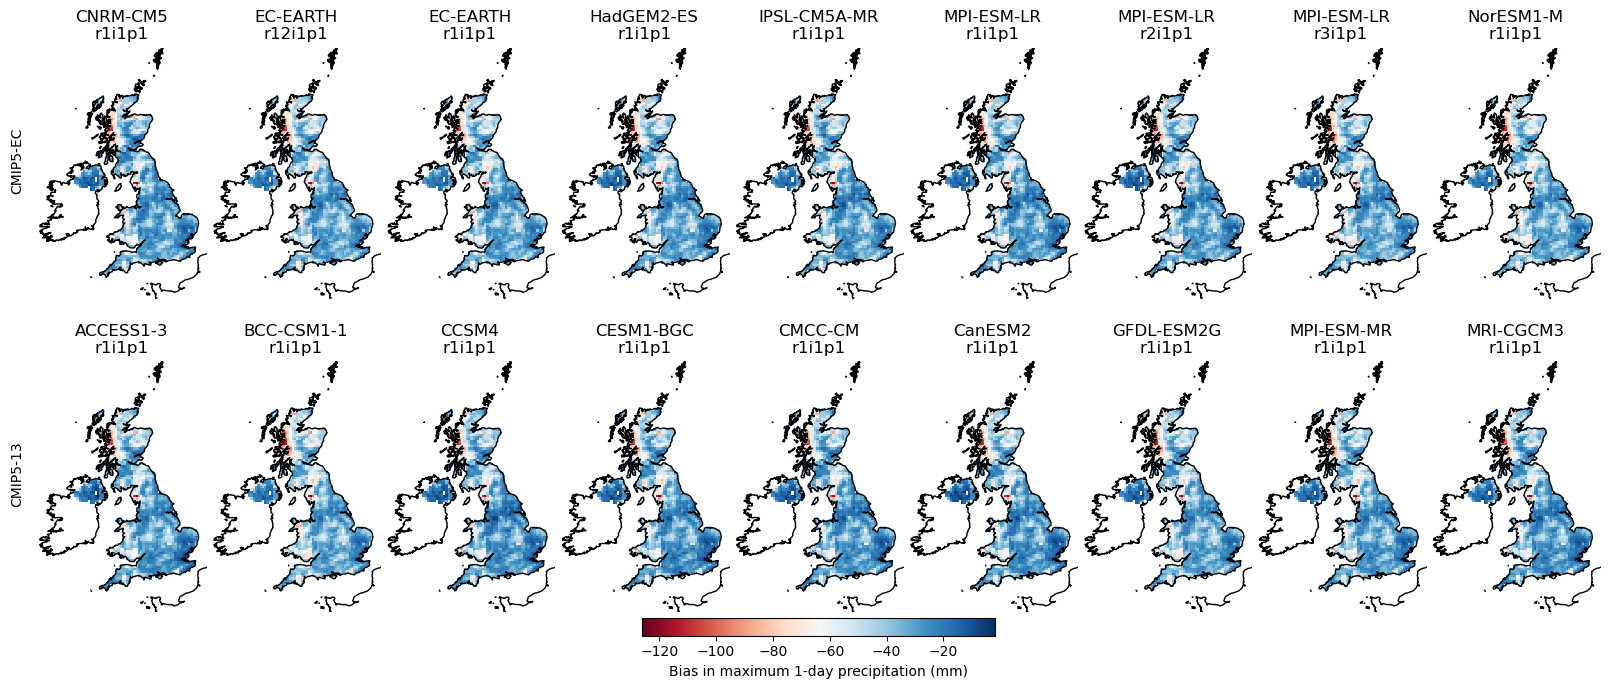 CNRM-CM5
r1i1p1
EC-EARTH
r12i1p1
EC-EARTH
r1i1p1
HadGEM2-ES
r1i1p1
IPSL-CM5A-MR
r1i1p1
MPI-ESM-LR
r1i1p1
MPI-ESM-LR
r2i1p1
MPI-ESM-LR
r3i1p1
NorESM1-M
r1i1p1
CMIP5-EC
ACCESS1-3
r1i1p1
BCC-CSM1-1
r1i1p1
CCSM4
r1i1p1
CESM1-BGC
r1i1p1
CMCC-CM
r1i1p1
CanESM2
r1i1p1
GFDL-ESM2G
r1i1p1
MPI-ESM-MR
r1i1p1
MRI-CGCM3
r1i1p1
CMIP5-13
−120 −100 −80 −60 −40 −20
Bias in maximum 1-day precipitation (mm)